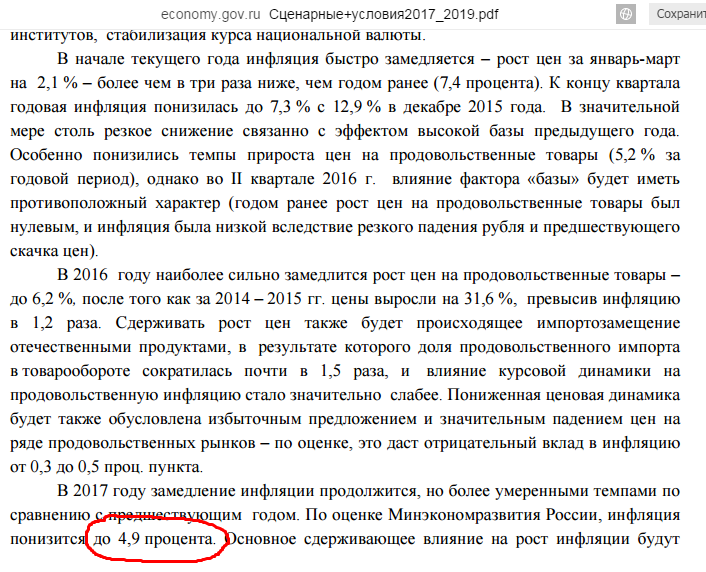 economy.gov.ru Сценарные+условия2017_2019.pdf Сохранит
институтов, стабилизация курса национальной валюты.
В начале текущего года инфляция быстро замедляется – рост цен за январь-март
на 2,1 % – более чем в три раза ниже, чем годом ранее (7,4 процента). К концу квартала
годовая инфляция понизилась до 7,3 % с 12,9 % в декабре 2015 года. В значительной
мере столь резкое снижение связанно с эффектом высокой базы предыдущего года.
Особенно понизились темпы прироста цен на продовольственные товары (5,2 % за
годовой период), однако во II квартале 2016 г. влияние фактора «базы» будет иметь
противоположный характер (годом ранее рост цен на продовольственные товары был
нулевым, и инфляция была низкой вследствие резкого падения рубля и предшествующего
скачка цен).
В 2016 году наиболее сильно замедлится рост цен на продовольственные товары –
до 6,2 %, после того как за 2014 – 2015 гг. цены выросли на 31,6 %, превысив инфляцию
в 1,2 раза. Сдерживать рост цен также будет происходящее импортозамещение
отечественными продуктами, в результате которого доля продовольственного импорта
в товарообороте сократилась почти в 1,5 раза, и влияние курсовой динамики на
продовольственную инфляцию стало значительно слабее. Пониженная ценовая динамика
будет также обусловлена избыточным предложением и значительным падением цен на
ряде продовольственных рынков – по оценке, это даст отрицательный вклад в инфляцию
от 0,3 до 0,5 проц. пункта.
В 2017 году замедление инфляции продолжится, но более умеренными темпами по
сравнению с предшествующим годом. По оценке Минэкономразвития России, инфляция
понизится до 4,9 процента. Основное сдерживающее влияние на рост инфляции будут